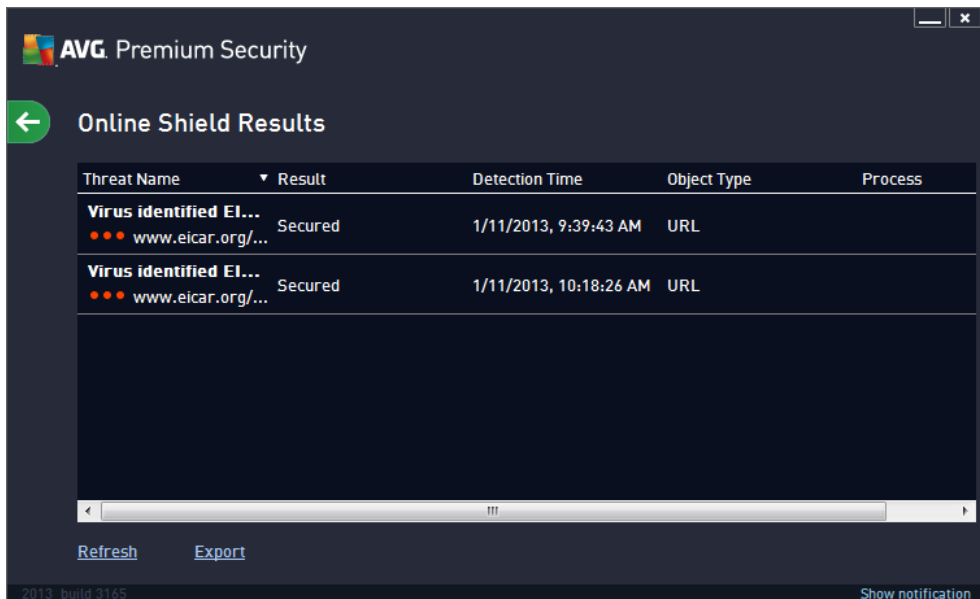 AVG. Premium Security
Online Shield Results
Threat Name Result Detection Time Object Type Process
Virus identified EI...
www.eicar.org/... Secured 1/11/2013, 9:39:43 AM URL
Virus identified EI...
www.eicar.org/... Secured 1/11/2013, 10:18:26 AM URL
Refresh Export
2013 build 3165 Show notification